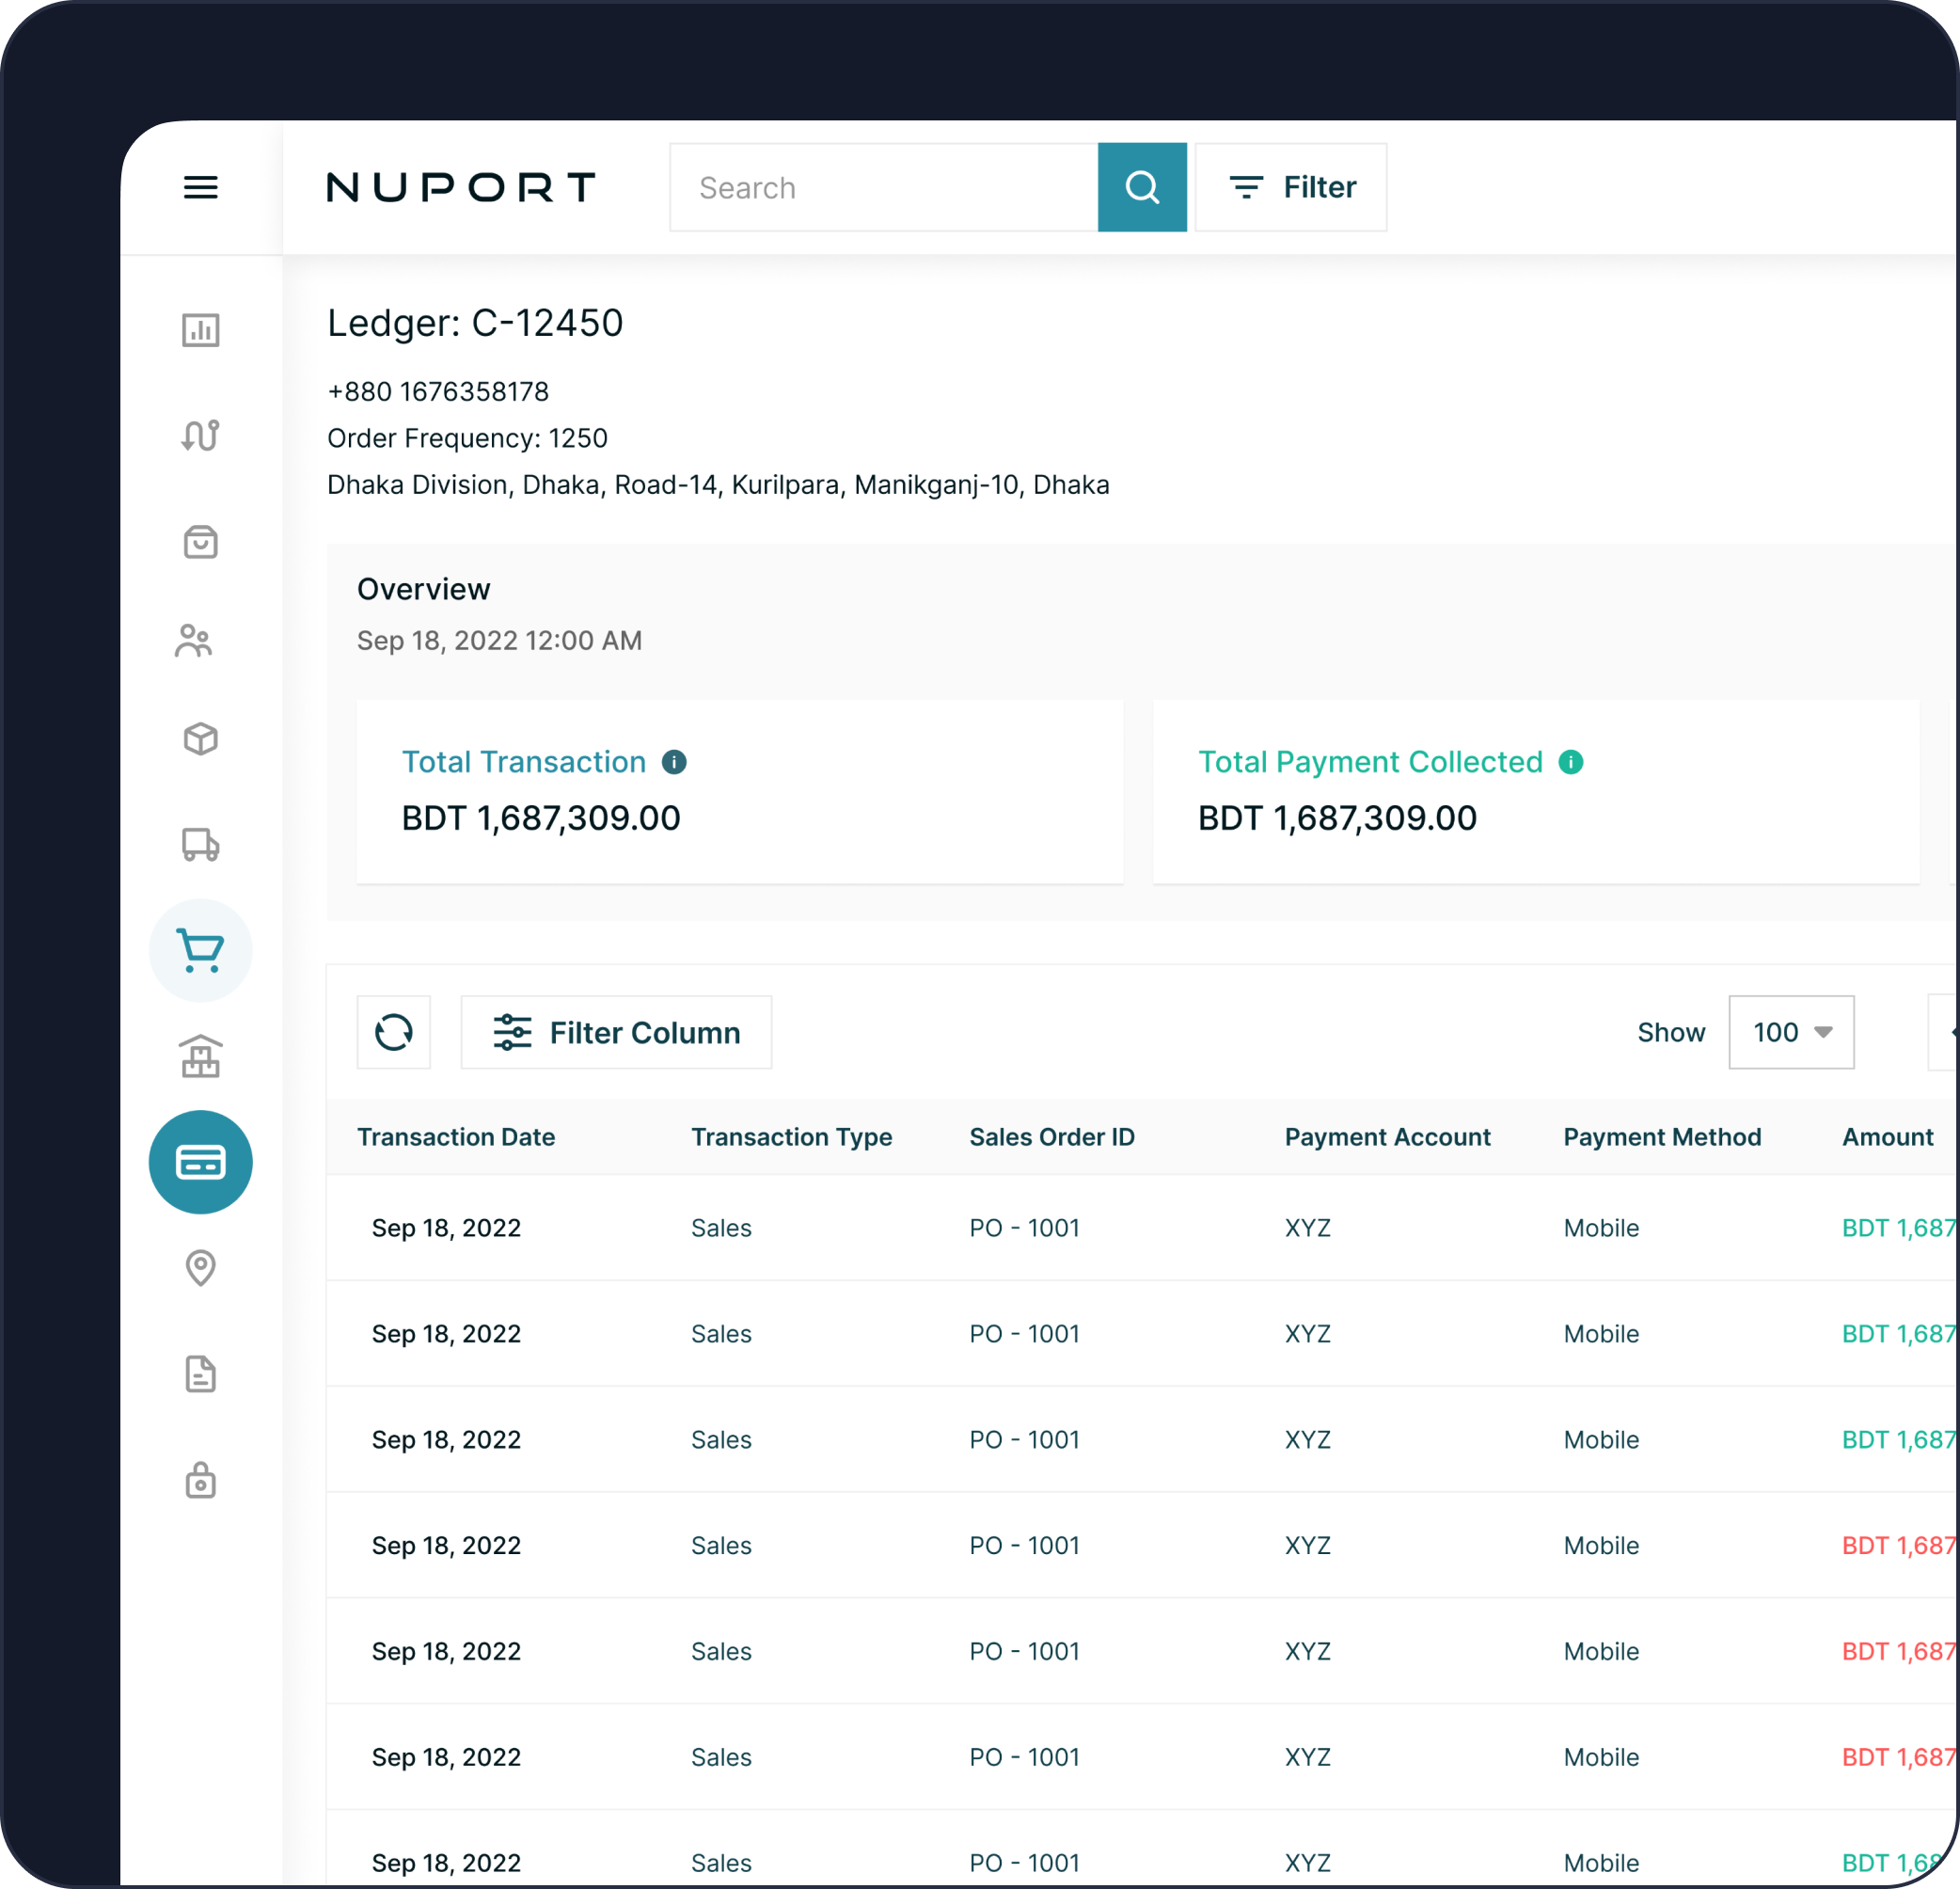 NUPORT
Search
Filter
Ledger: C-12450
+880 1676358178
Order Frequency: 1250
Dhaka Division, Dhaka, Road-14, Kurilpara, Manikganj-10, Dhaka
Overview
Sep 18, 2022 12:00 AM
Total Transaction
Total Payment Collected
BDT 1,687,309.00
BDT 1,687,309.00
Filter Column
Show
100
Transaction Date Transaction Type Sales Order ID Payment Account Payment Method Amount
Sep 18, 2022 Sales PO - 1001 XYZ Mobile BDT 1,687
Sep 18, 2022 Sales PO - 1001 XYZ Mobile BDT 1,687
Sep 18, 2022 Sales PO - 1001 XYZ Mobile BDT 1,687
Sep 18, 2022 Sales PO - 1001 XYZ Mobile BDT 1,687
Sep 18, 2022 Sales PO - 1001 XYZ Mobile BDT 1,687
Sep 18, 2022 Sales PO - 1001 XYZ Mobile BDT 1,687
Sep 18, 2022 Sales PO - 1001 XYZ Mobile BDT 1,68